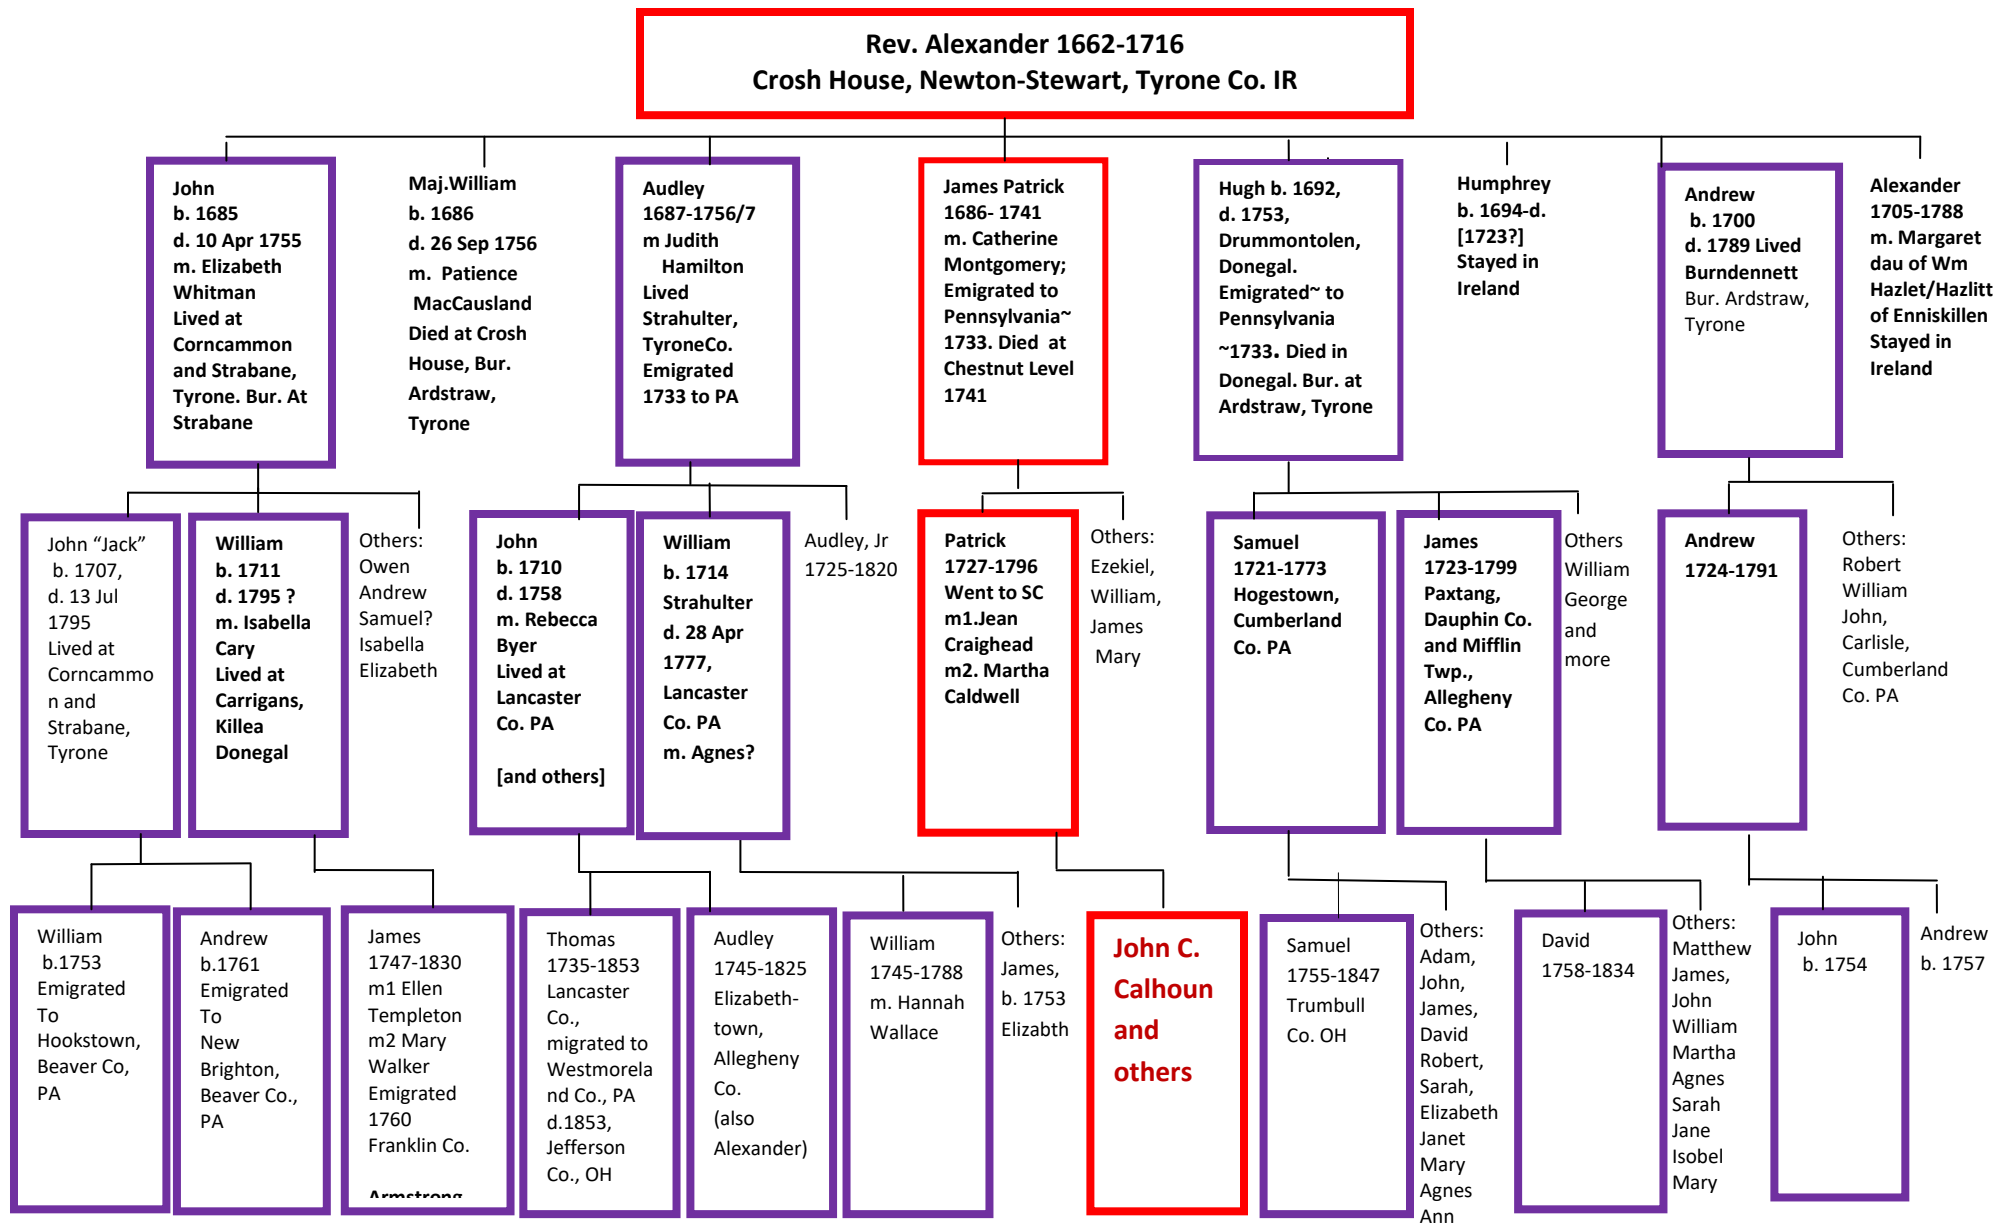 Rev. Alexander 1662-1716
Crosh House, Newton-Stewart, Tyrone Co. IR
John
b. 1685
d. 10 Apr 1755
m. Elizabeth
Whitman
Lived at
Corncammon
and Strabane,
Tyrone. Bur. At
Strabane
Maj.William
b. 1686
d. 26 Sep 1756
m. Patience
MacCausland
Died at Crosh
House, Bur.
Ardstraw,
Tyrone
Audley
1687-1756/7
m Judith
Hamilton
Lived
Strahulter,
TyroneCo.
Emigrated
1733 to PA
James Patrick
1686- 1741
m. Catherine
Montgomery;
Emigrated to
Pennsylvania~
1733. Died at
Chestnut Level
1741
Hugh b. 1692,
d. 1753,
Drummontolen,
Donegal.
Emigrated~ to
Pennsylvania
~1733. Died in
Donegal. Bur. at
Ardstraw, Tyrone
Humphrey
b. 1694-d.
[1723?]
Stayed in
Ireland
Andrew
b. 1700
d. 1789 Lived
Burndennett
Bur. Ardstraw,
Tyrone
Alexander
1705-1788
m. Margaret
dau of Wm
Hazlet/Hazlitt
of Enniskillen
Stayed in
Ireland
John “Jack”
b. 1707,
d. 13 Jul
1795
Lived at
Corncammo
n and
Strabane,
Tyrone
William
b. 1711
d. 1795 ?
m. Isabella
Cary
Lived at
Carrigans,
Killea
Donegal
Others:
Owen
Andrew
Samuel?
Isabella
Elizabeth
John
b. 1710
d. 1758
m. Rebecca
Byer
Lived at
Lancaster
Co. PA
[and others]
William
b. 1714
Strahulter
d. 28 Apr
1777,
Lancaster
Co. PA
m. Agnes?
Audley, Jr
1725-1820
Patrick
1727-1796
Went to SC
m1.Jean
Craighead
m2. Martha
Caldwell
Others:
Ezekiel,
William,
James
Mary
Samuel
1721-1773
Hogestown,
Cumberland
Co. PA
James
1723-1799
Paxtang,
Dauphin Co.
and Mifflin
Twp.,
Allegheny
Co. PA
Others
William
George
and
more
Andrew
1724-1791
Others:
Robert
William
John,
Carlisle,
Cumberland
Co. PA
William
b.1753
Emigrated
To
Hookstown,
Beaver Co,
PA
Andrew
b.1761
Emigrated
To
New
Brighton,
Beaver Co.,
PA
James
1747-1830
m1 Ellen
Templeton
m2 Mary
Walker
Emigrated
1760
Franklin Co.
Armstrong
Thomas
1735-1853
Lancaster
Co.,
migrated to
Westmorela
nd Co., PA
d.1853,
Jefferson
Co., OH
Audley
1745-1825
Elizabeth-
town,
Allegheny
Co.
(also
Alexander)
William
1745-1788
m. Hannah
Wallace
Others:
James,
b. 1753
Elizabth
John C.
Calhoun
and
others
Samuel
1755-1847
Trumbull
Co. OH
Others:
Adam,
John,
James,
David
Robert,
Sarah,
Elizabeth
Janet
Mary
Agnes
Ann
David
1758-1834
Others:
Matthew
James,
John
William
Martha
Agnes
Sarah
Jane
Isobel
Mary
John
b. 1754
Andrew
b. 1757